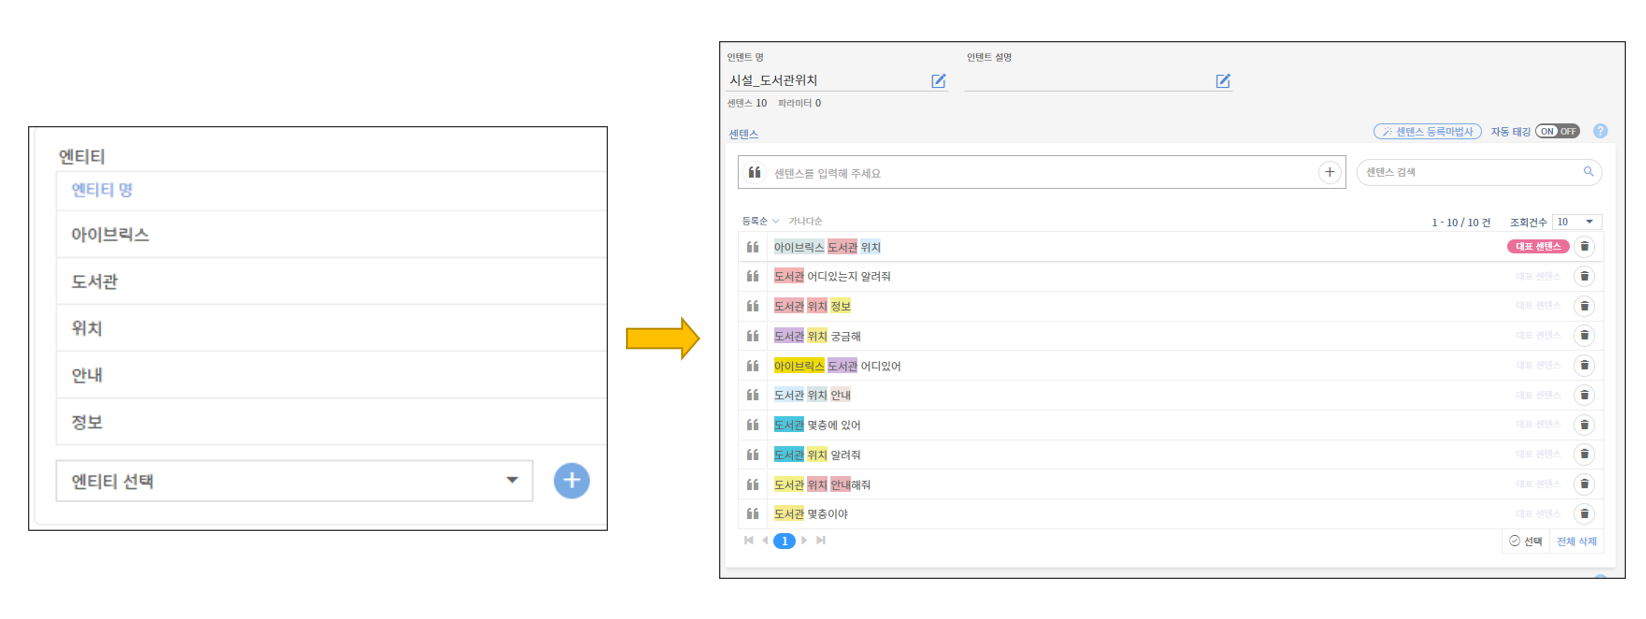 엔티티
엔티티 명
아이브릭스
도서관
위치
안내
정보
엔티티 선택
인텐트 명
인텐트 설명
시설_도서관위치
센텐스 10 파라미터 0
센텐스
센텐스 등록마법사 자동 태깅 ON OFF ?
센텐스를 입력해 주세요
센텐스 검색
등록순 가나다순
1 - 10 / 10 건 조회건수 10
아이브릭스 도서관 위치 대표 센텐스
도서관 어디있는지 알려줘 대표 센텐스
도서관 위치 정보 대표 센텐스
도서관 위치 궁금해 대표 센텐스
아이브릭스 도서관 어디있어 대표 센텐스
도서관 위치 안내 대표 센텐스
도서관 몇층에 있어 대표 센텐스
도서관 위치 알려줘 대표 센텐스
도서관 위치 안내해줘 대표 센텐스
도서관 몇층이야 대표 센텐스
1
선택 전체 삭제